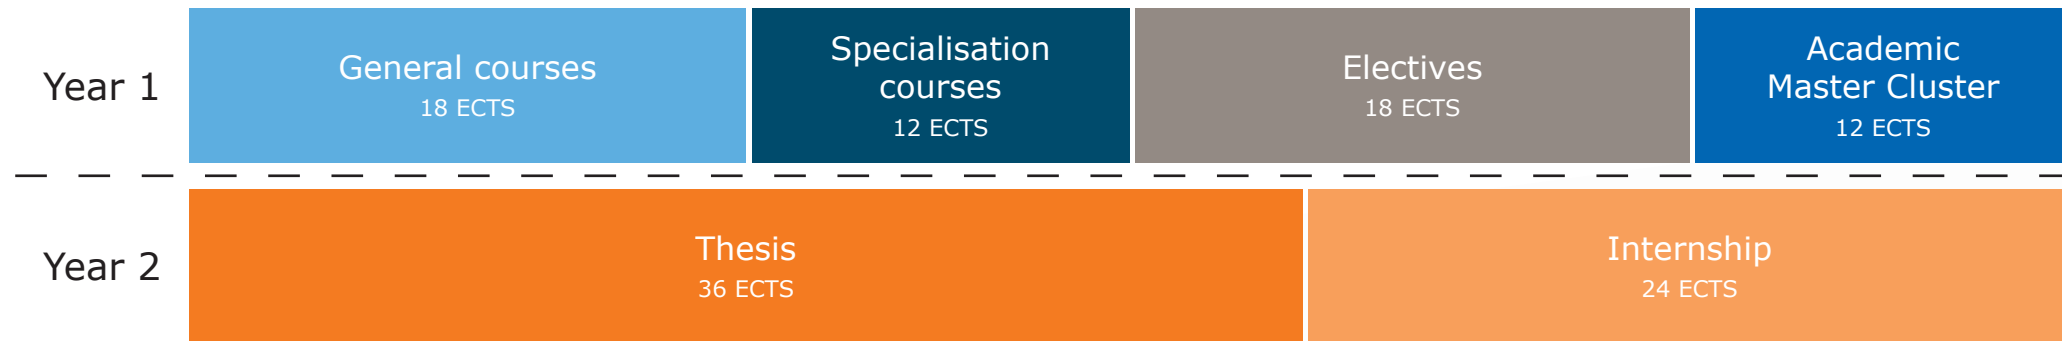 Year 1
General courses
18 ECTS
Specialisation
courses
12 ECTS
Electives
18 ECTS
Academic
Master Cluster
12 ECTS
Year 2
Thesis
36 ECTS
Internship
24 ECTS